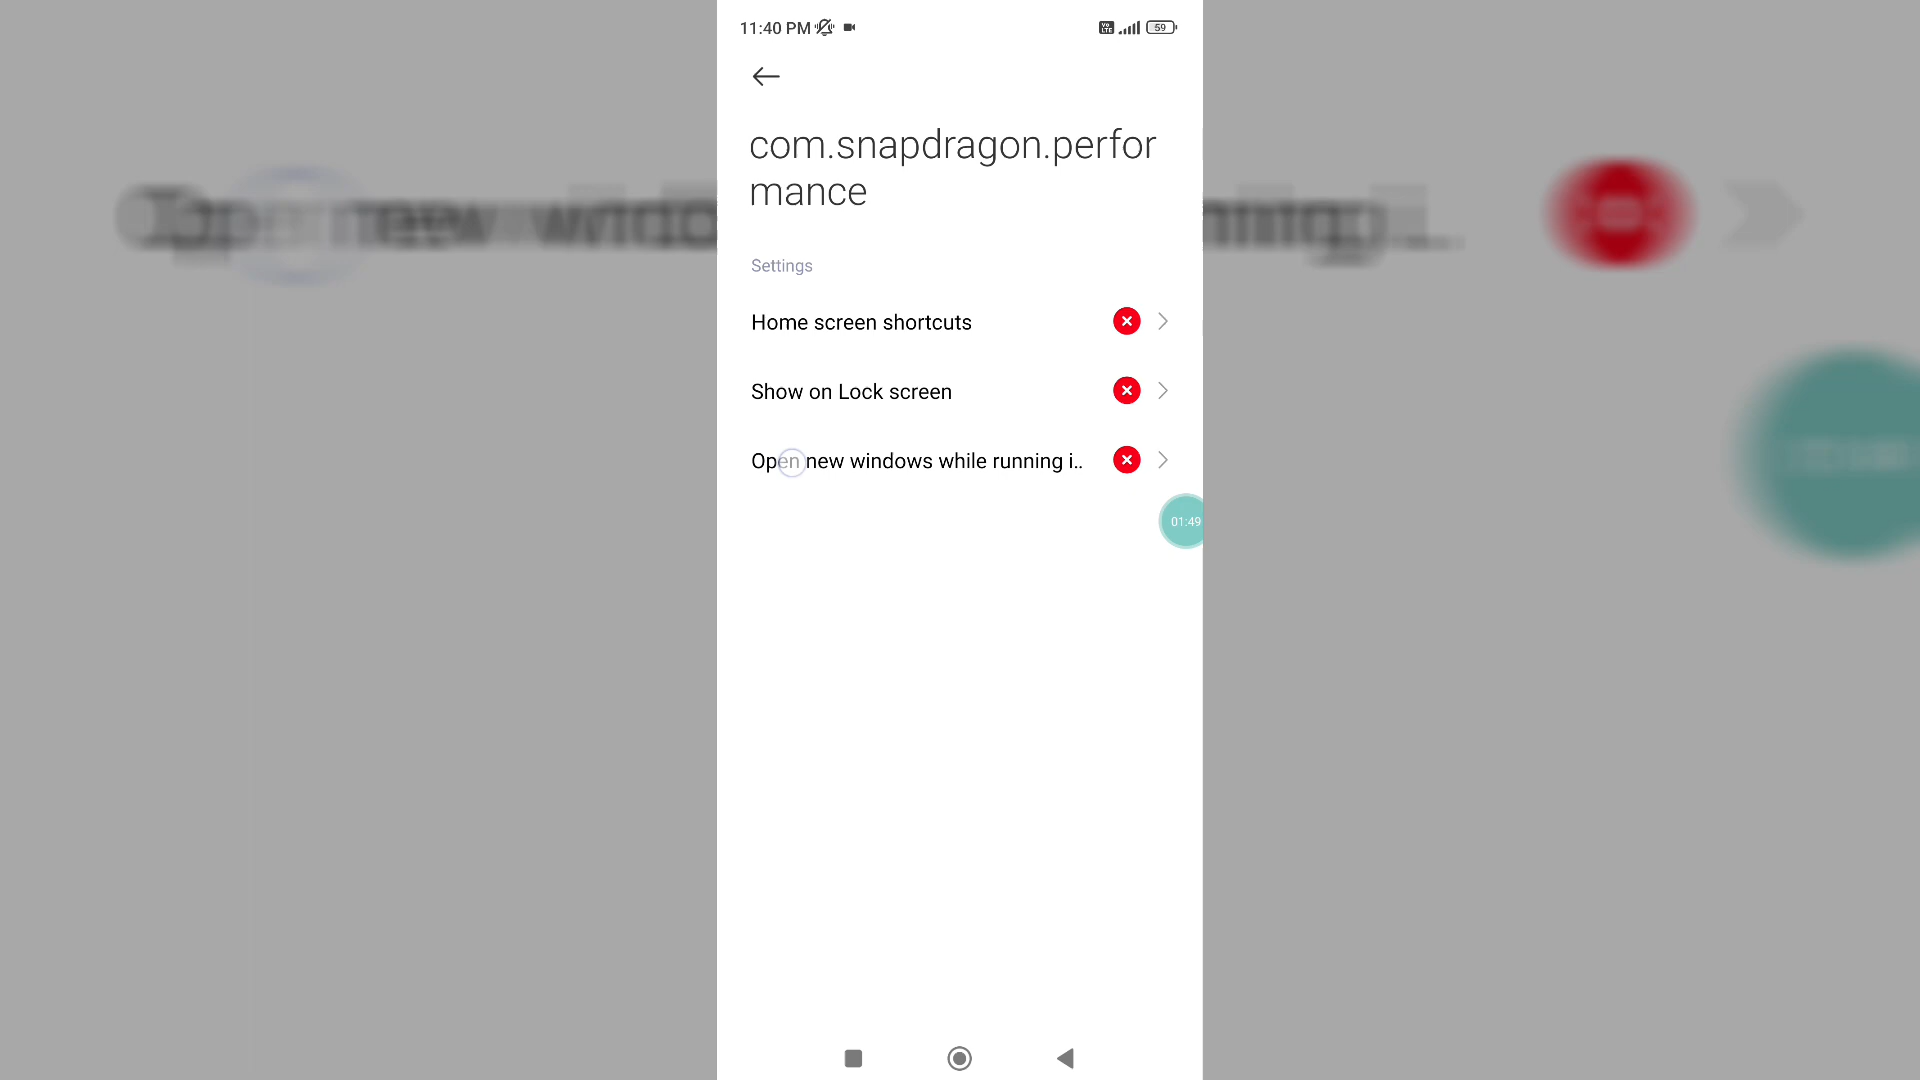 11:40 PM
59
com.snapdragon.perfor
mance
Settings
Home screen shortcuts
Show on Lock screen
Open new windows while running i..
01:49